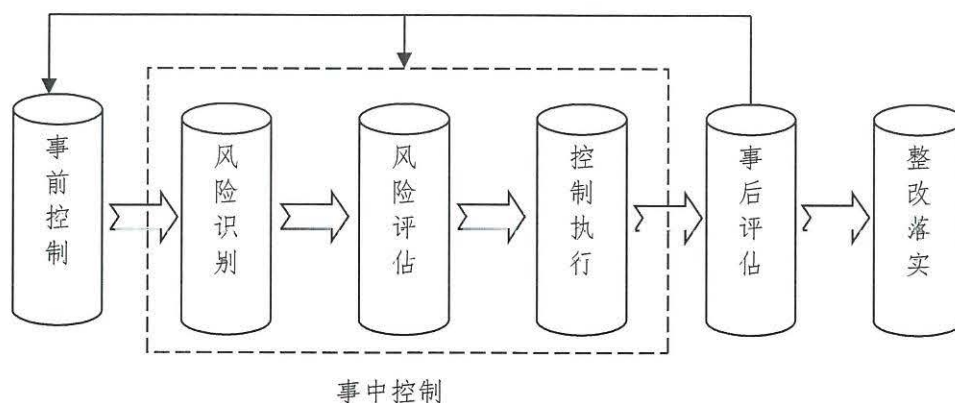 事前控制
风险识别
风险评估
控制执行
事后评估
整改落实
事中控制